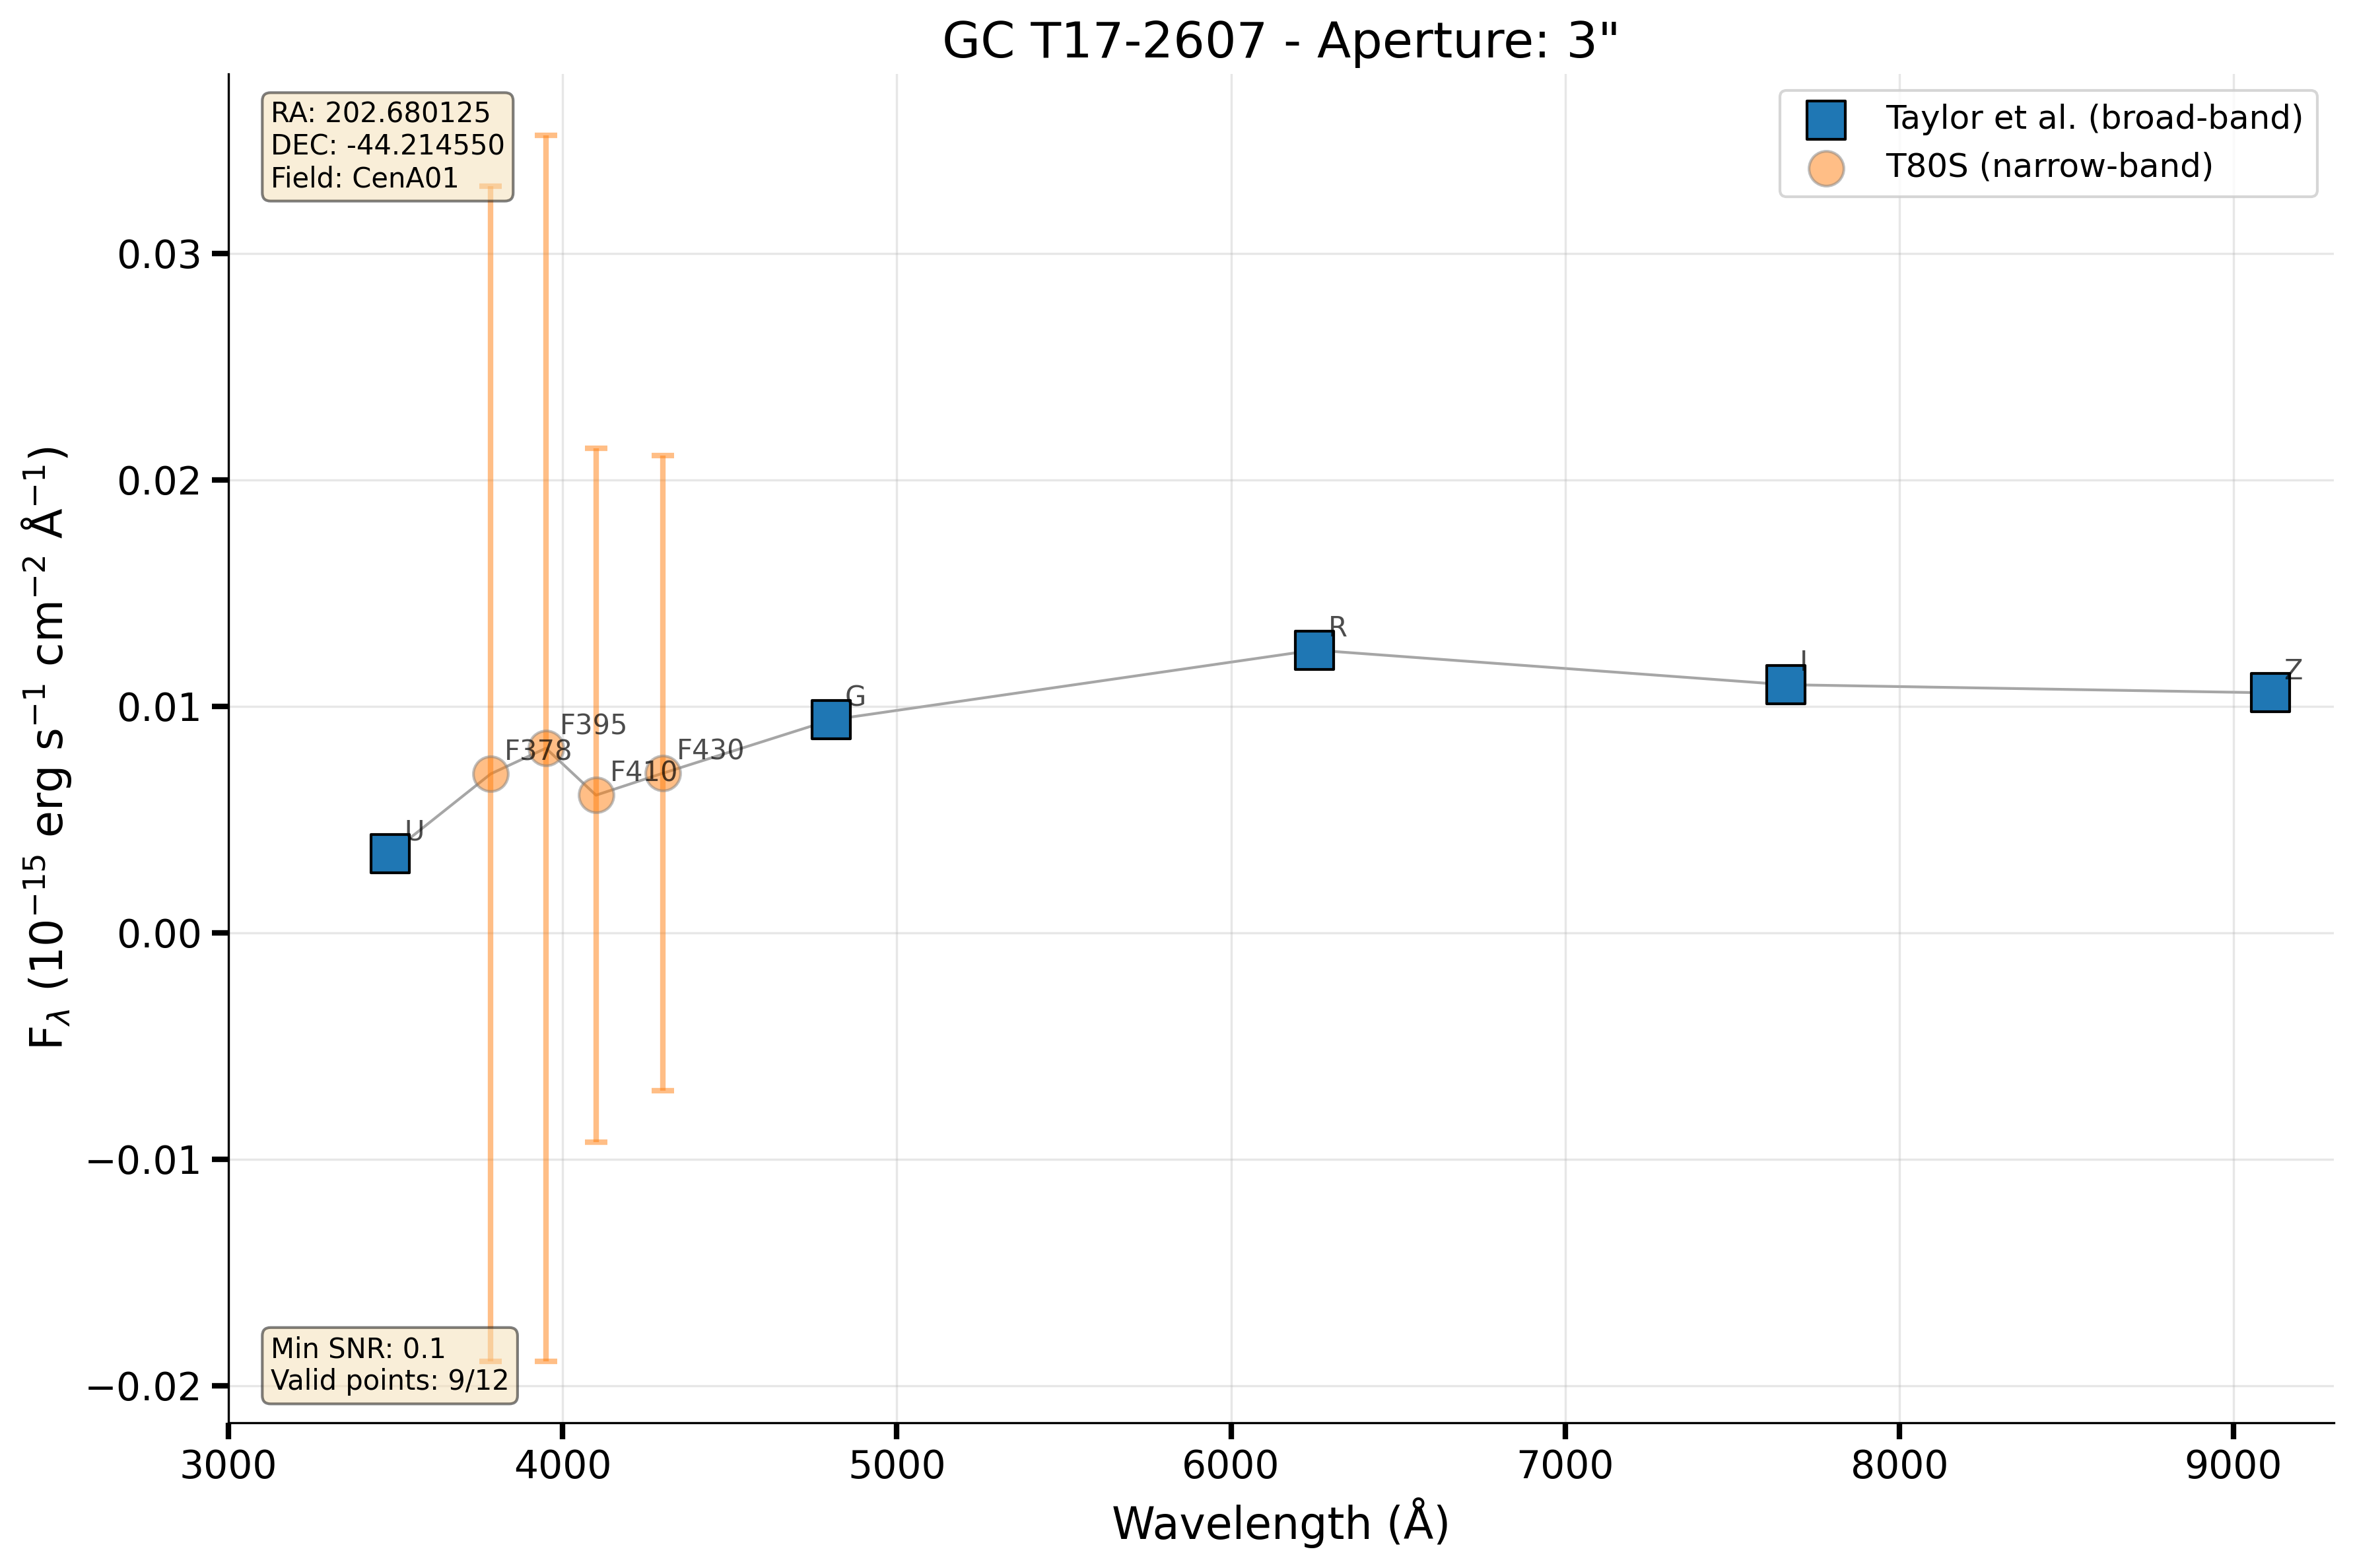 GC T17-2607 - Aperture: 3"
RA: 202.680125
DEC: -44.214550
Field: CenA01
Taylor et al. (broad-band)
T80S (narrow-band)
F_λ (10⁻¹⁵ erg s⁻¹ cm⁻² Å⁻¹)
0.03
0.02
0.01
0.00
−0.01
−0.02
U
F378
F395
F410
F430
G
R
I
Z
Min SNR: 0.1
Valid points: 9/12
3000
4000
5000
6000
7000
8000
9000
Wavelength (Å)